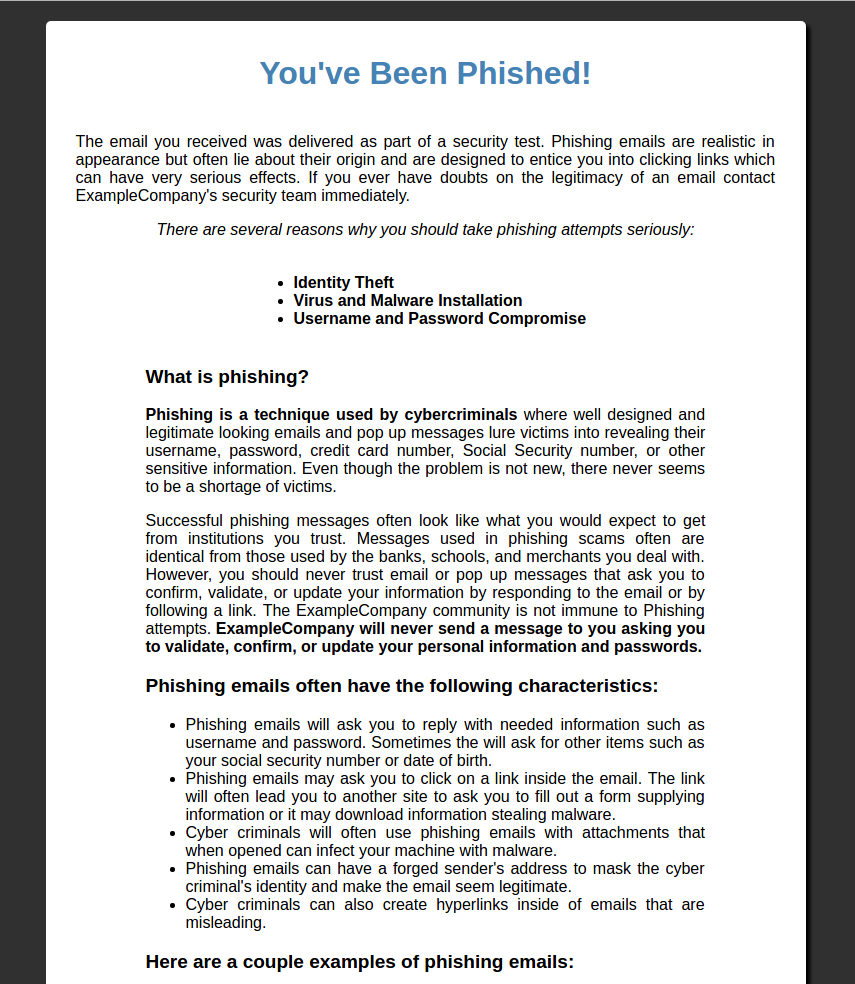 You've Been Phished!
The email you received was delivered as part of a security test. Phishing emails are realistic in
appearance but often lie about their origin and are designed to entice you into clicking links which
can have very serious effects. If you ever have doubts on the legitimacy of an email contact
ExampleCompany's security team immediately.
There are several reasons why you should take phishing attempts seriously:
• Identity Theft
• Virus and Malware Installation
• Username and Password Compromise
What is phishing?
Phishing is a technique used by cybercriminals where well designed and
legitimate looking emails and pop up messages lure victims into revealing their
username, password, credit card number, Social Security number, or other
sensitive information. Even though the problem is not new, there never seems
to be a shortage of victims.
Successful phishing messages often look like what you would expect to get
from institutions you trust. Messages used in phishing scams often are
identical from those used by the banks, schools, and merchants you deal with.
However, you should never trust email or pop up messages that ask you to
confirm, validate, or update your information by responding to the email or by
following a link. The ExampleCompany community is not immune to Phishing
attempts. ExampleCompany will never send a message to you asking you
to validate, confirm, or update your personal information and passwords.
Phishing emails often have the following characteristics:
• Phishing emails will ask you to reply with needed information such as
username and password. Sometimes the will ask for other items such as
your social security number or date of birth.
• Phishing emails may ask you to click on a link inside the email. The link
will often lead you to another site to ask you to fill out a form supplying
information or it may download information stealing malware.
• Cyber criminals will often use phishing emails with attachments that
when opened can infect your machine with malware.
• Phishing emails can have a forged sender's address to mask the cyber
criminal's identity and make the email seem legitimate.
• Cyber criminals can also create hyperlinks inside of emails that are
misleading.
Here are a couple examples of phishing emails: